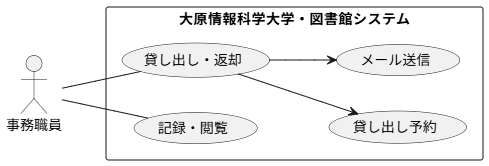 大原情報科学大学・図書館システム
貸し出し・返却
メール送信
事務職員
記録・閲覧
貸し出し予約